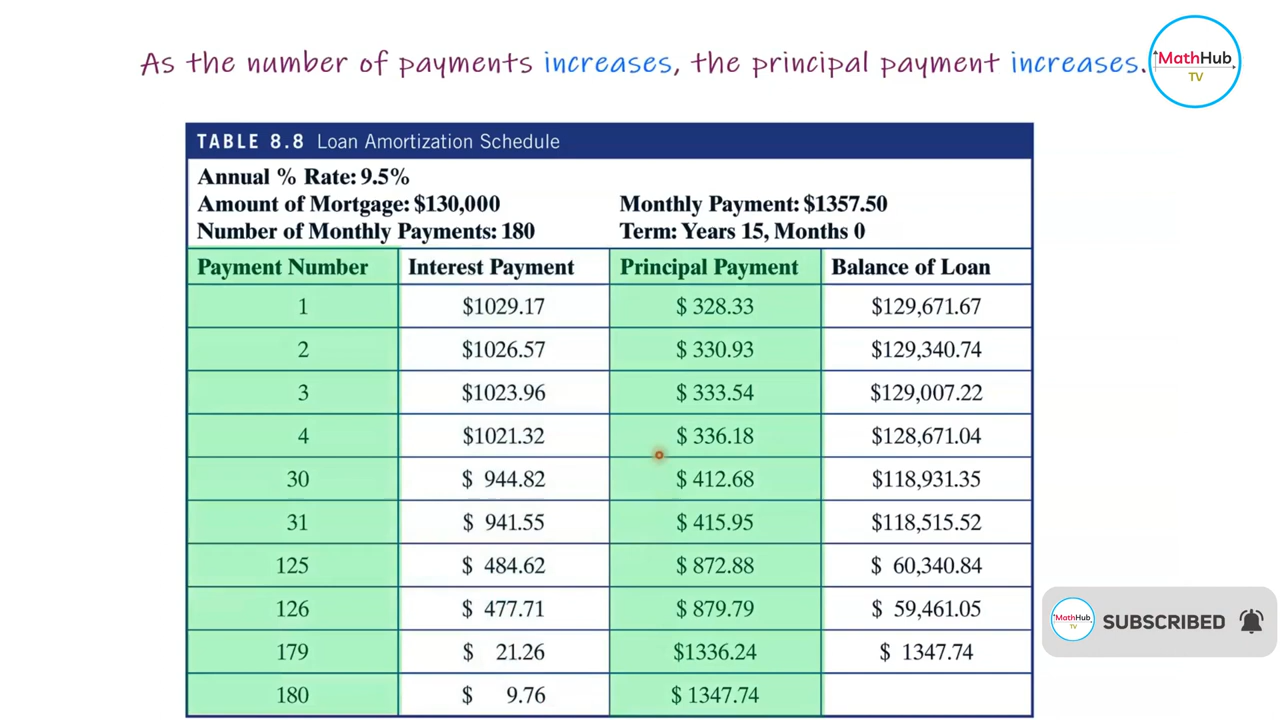 As the number of payments increases, the principal payment increases.
MathHub
TV
TABLE 8.8 Loan Amortization Schedule
Annual % Rate: 9.5%
Amount of Mortgage: $130,000 Monthly Payment: $1357.50
Number of Monthly Payments: 180 Term: Years 15, Months 0
Payment Number Interest Payment Principal Payment Balance of Loan
1 $1029.17 $ 328.33 $129,671.67
2 $1026.57 $ 330.93 $129,340.74
3 $1023.96 $ 333.54 $129,007.22
4 $1021.32 $ 336.18 $128,671.04
30 $ 944.82 $ 412.68 $118,931.35
31 $ 941.55 $ 415.95 $118,515.52
125 $ 484.62 $ 872.88 $ 60,340.84
126 $ 477.71 $ 879.79 $ 59,461.05
179 $ 21.26 $1336.24 $ 1347.74
180 $ 9.76 $ 1347.74
MathHub
TV
SUBSCRIBED